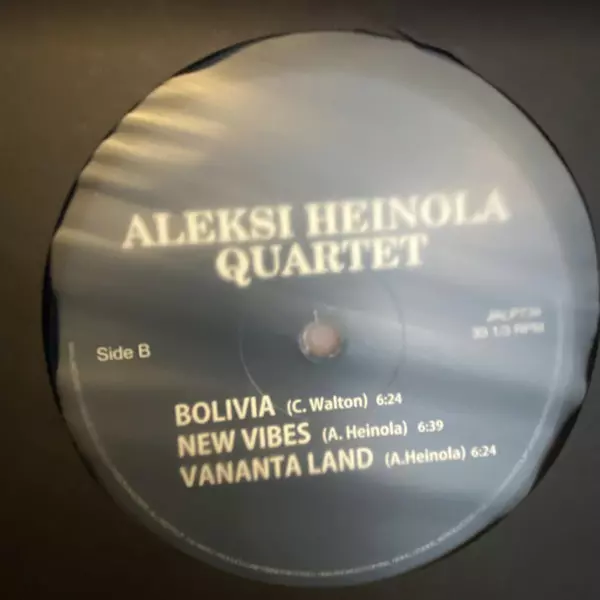 ALEKSI HEINOLA
QUARTET
Side B
33 1/3 RPM
BOLIVIA (C. Walton) 6:24
NEW VIBES (A. Heinola) 6:39
VANANTA LAND (A.Heinola) 6:24